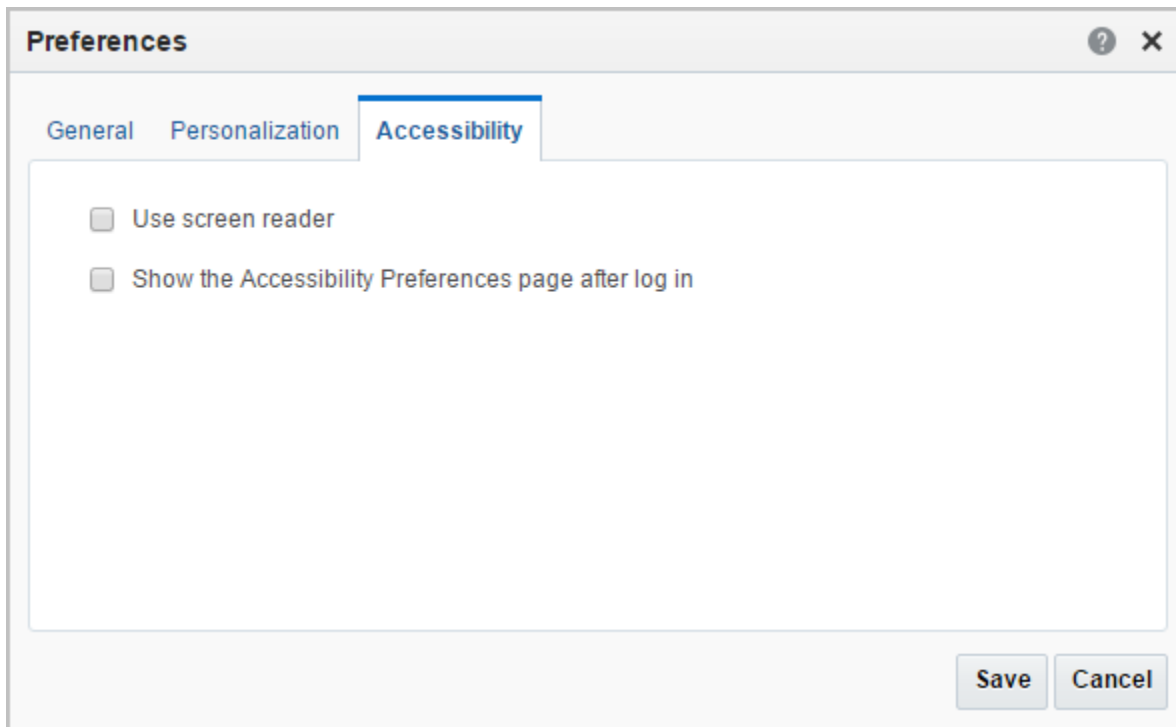 Preferences
General Personalization Accessibility
Use screen reader
Show the Accessibility Preferences page after log in
Save Cancel